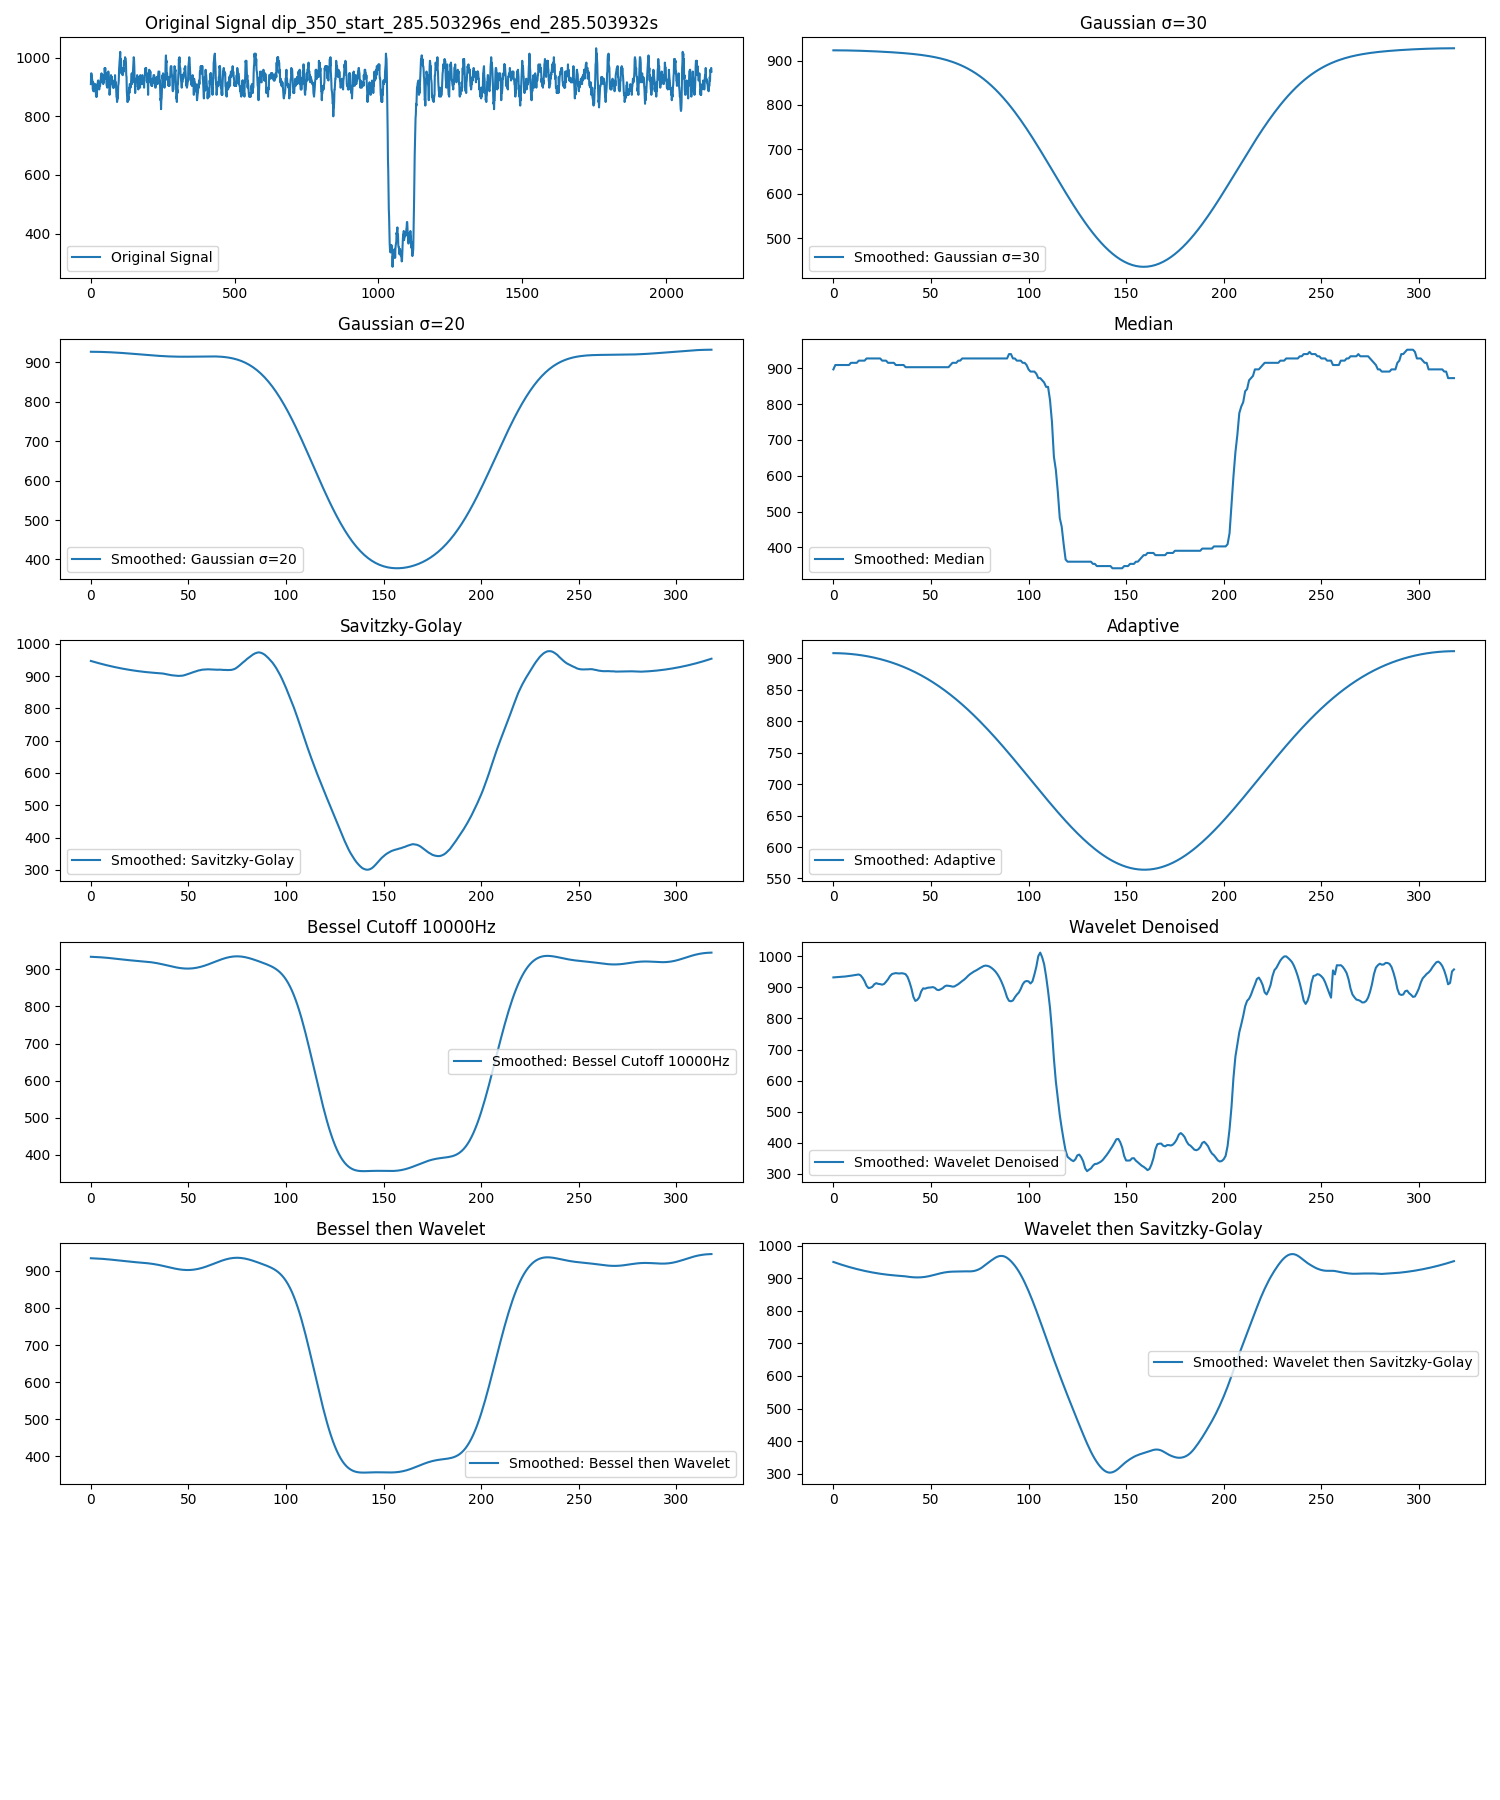 Original Signal dip_350_start_285.503296s_end_285.503932s
1000
800
600
400
Original Signal
0 500 1000 1500 2000
Gaussian σ=30
900
800
700
600
500
Smoothed: Gaussian σ=30
0 50 100 150 200 250 300
Gaussian σ=20
900
800
700
600
500
400
Smoothed: Gaussian σ=20
0 50 100 150 200 250 300
Median
900
800
700
600
500
400
Smoothed: Median
0 50 100 150 200 250 300
Savitzky-Golay
1000
900
800
700
600
500
400
300
Smoothed: Savitzky-Golay
0 50 100 150 200 250 300
Adaptive
900
850
800
750
700
650
600
550
Smoothed: Adaptive
0 50 100 150 200 250 300
Bessel Cutoff 10000Hz
900
800
700
600
500
400
Smoothed: Bessel Cutoff 10000Hz
0 50 100 150 200 250 300
Wavelet Denoised
1000
900
800
700
600
500
400
300
Smoothed: Wavelet Denoised
0 50 100 150 200 250 300
Bessel then Wavelet
900
800
700
600
500
400
Smoothed: Bessel then Wavelet
0 50 100 150 200 250 300
Wavelet then Savitzky-Golay
1000
900
800
700
600
500
400
300
Smoothed: Wavelet then Savitzky-Golay
0 50 100 150 200 250 300